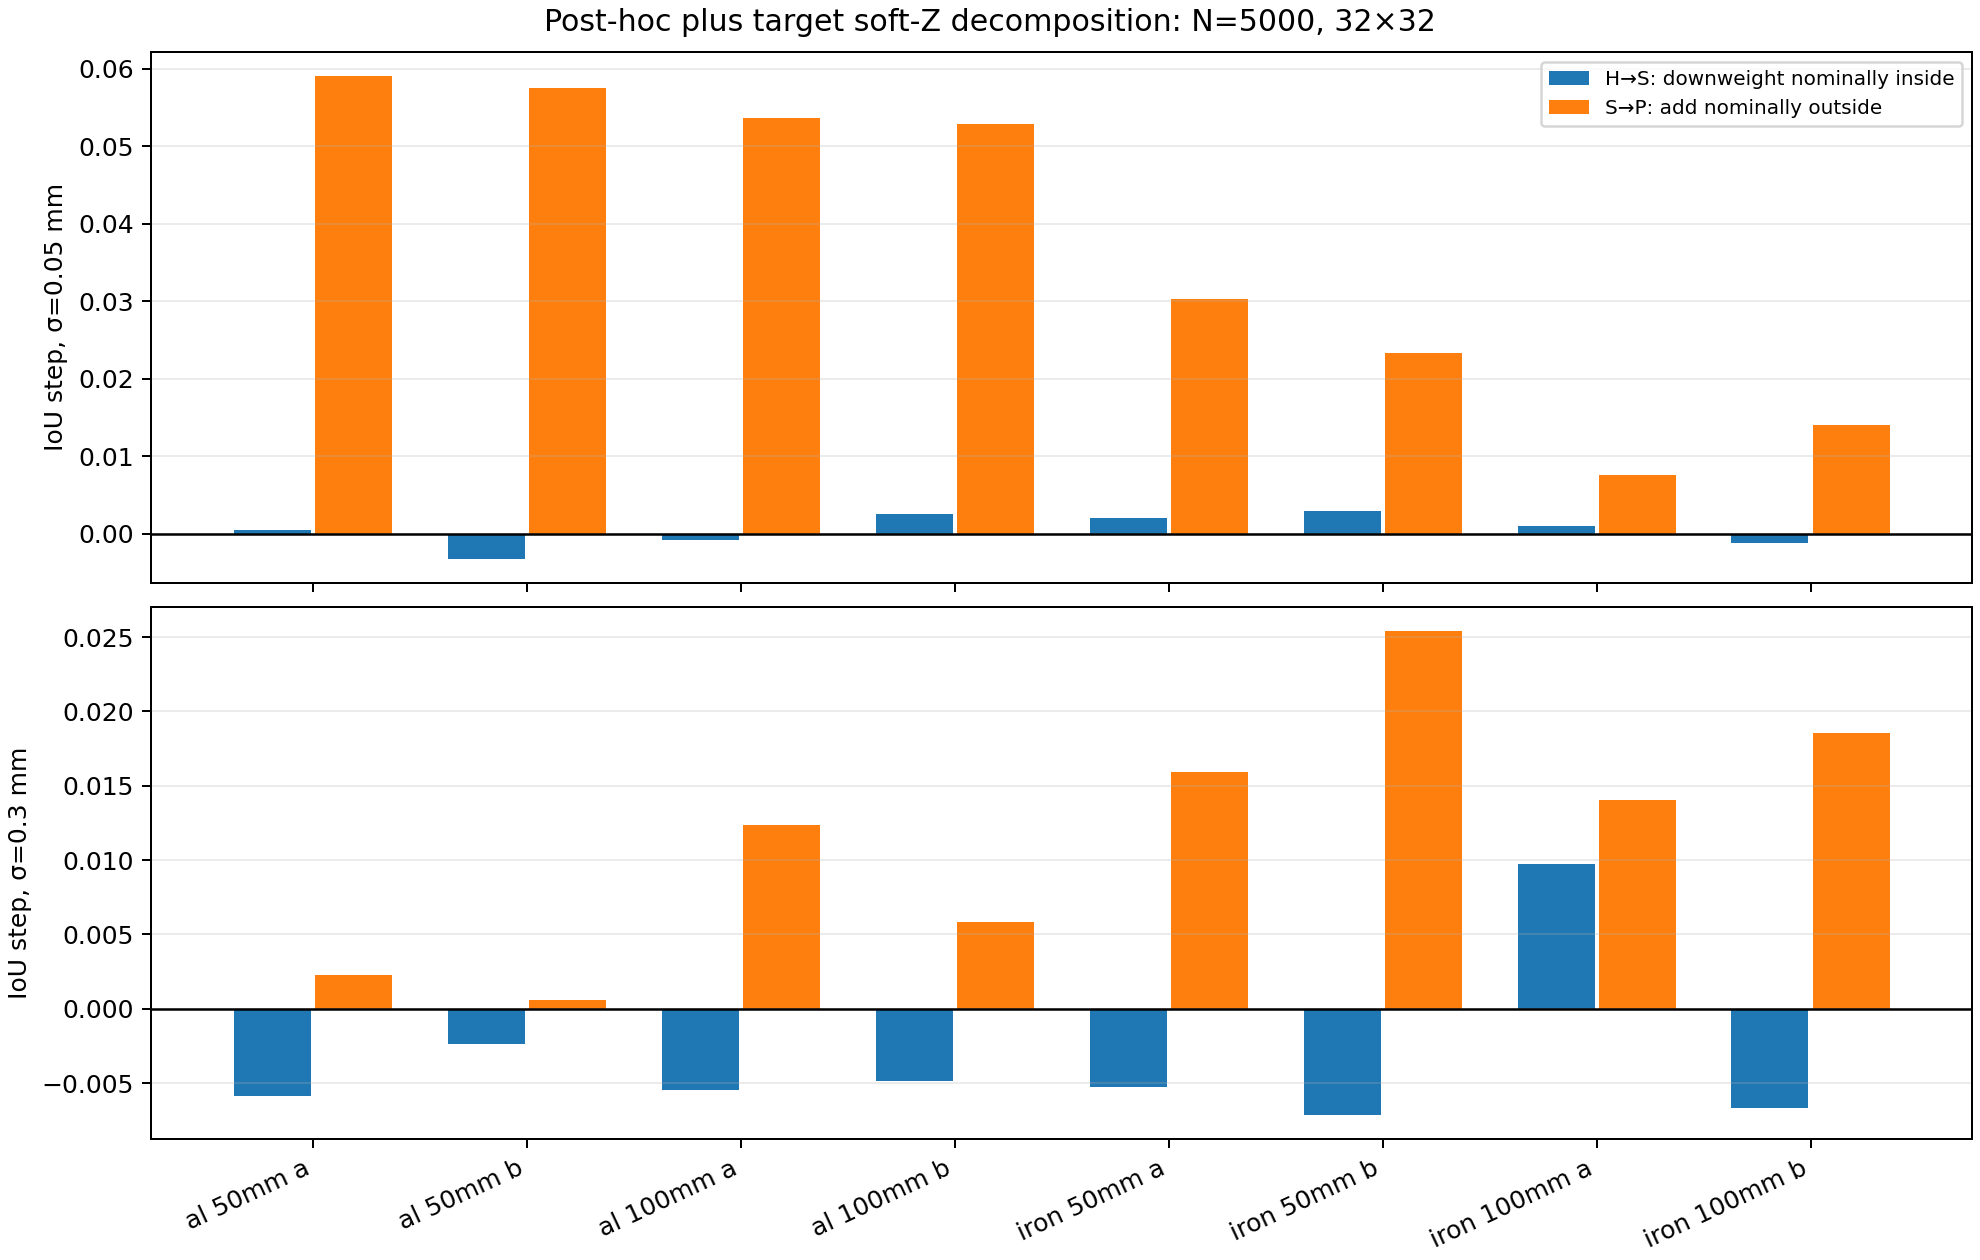 Post-hoc plus target soft-Z decomposition: N=5000, 32×32
H→S: downweight nominally inside
S→P: add nominally outside
IoU step, σ=0.05 mm
0.06
0.05
0.04
0.03
0.02
0.01
0.00
IoU step, σ=0.3 mm
0.025
0.020
0.015
0.010
0.005
0.000
−0.005
al 50mm a
al 50mm b
al 100mm a
al 100mm b
iron 50mm a
iron 50mm b
iron 100mm a
iron 100mm b